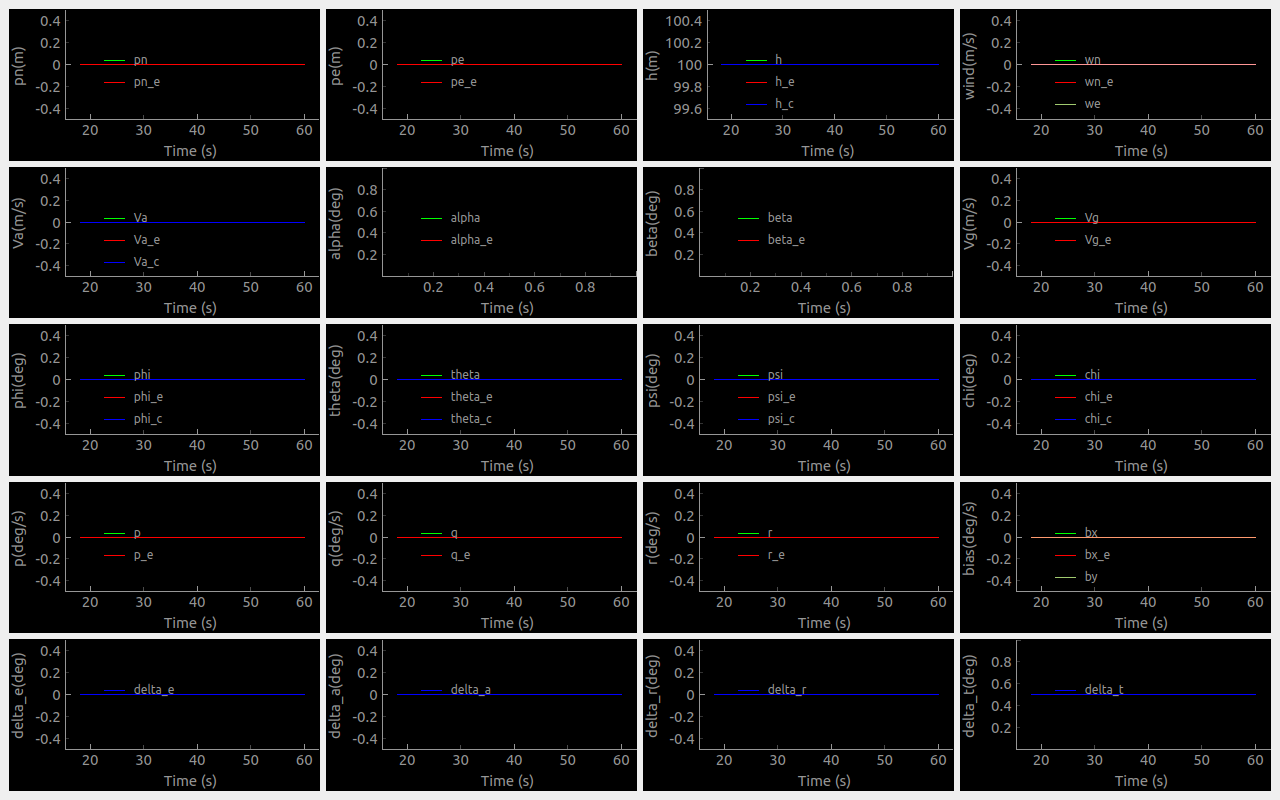 pn(m)
0.4
0.2
0
-0.2
-0.4
pn
pn_e
20 30 40 50 60
Time (s)
pe(m)
0.4
0.2
0
-0.2
-0.4
pe
pe_e
20 30 40 50 60
Time (s)
h(m)
100.4
100.2
100
99.8
99.6
h
h_e
h_c
20 30 40 50 60
Time (s)
wind(m/s)
0.4
0.2
0
-0.2
-0.4
wn
wn_e
we
20 30 40 50 60
Time (s)
Va(m/s)
0.4
0.2
0
-0.2
-0.4
Va
Va_e
Va_c
20 30 40 50 60
Time (s)
alpha(deg)
0.8
0.6
0.4
0.2
alpha
alpha_e
0.2 0.4 0.6 0.8
Time (s)
beta(deg)
0.8
0.6
0.4
0.2
beta
beta_e
0.2 0.4 0.6 0.8
Time (s)
Vg(m/s)
0.4
0.2
0
-0.2
-0.4
Vg
Vg_e
20 30 40 50 60
Time (s)
phi(deg)
0.4
0.2
0
-0.2
-0.4
phi
phi_e
phi_c
20 30 40 50 60
Time (s)
theta(deg)
0.4
0.2
0
-0.2
-0.4
theta
theta_e
theta_c
20 30 40 50 60
Time (s)
psi(deg)
0.4
0.2
0
-0.2
-0.4
psi
psi_e
psi_c
20 30 40 50 60
Time (s)
chi(deg)
0.4
0.2
0
-0.2
-0.4
chi
chi_e
chi_c
20 30 40 50 60
Time (s)
p(deg/s)
0.4
0.2
0
-0.2
-0.4
p
p_e
20 30 40 50 60
Time (s)
q(deg/s)
0.4
0.2
0
-0.2
-0.4
q
q_e
20 30 40 50 60
Time (s)
r(deg/s)
0.4
0.2
0
-0.2
-0.4
r
r_e
20 30 40 50 60
Time (s)
bias(deg/s)
0.4
0.2
0
-0.2
-0.4
bx
bx_e
by
20 30 40 50 60
Time (s)
delta_e(deg)
0.4
0.2
0
-0.2
-0.4
delta_e
20 30 40 50 60
Time (s)
delta_a(deg)
0.4
0.2
0
-0.2
-0.4
delta_a
20 30 40 50 60
Time (s)
delta_r(deg)
0.4
0.2
0
-0.2
-0.4
delta_r
20 30 40 50 60
Time (s)
delta_t(deg)
0.8
0.6
0.4
0.2
delta_t
20 30 40 50 60
Time (s)